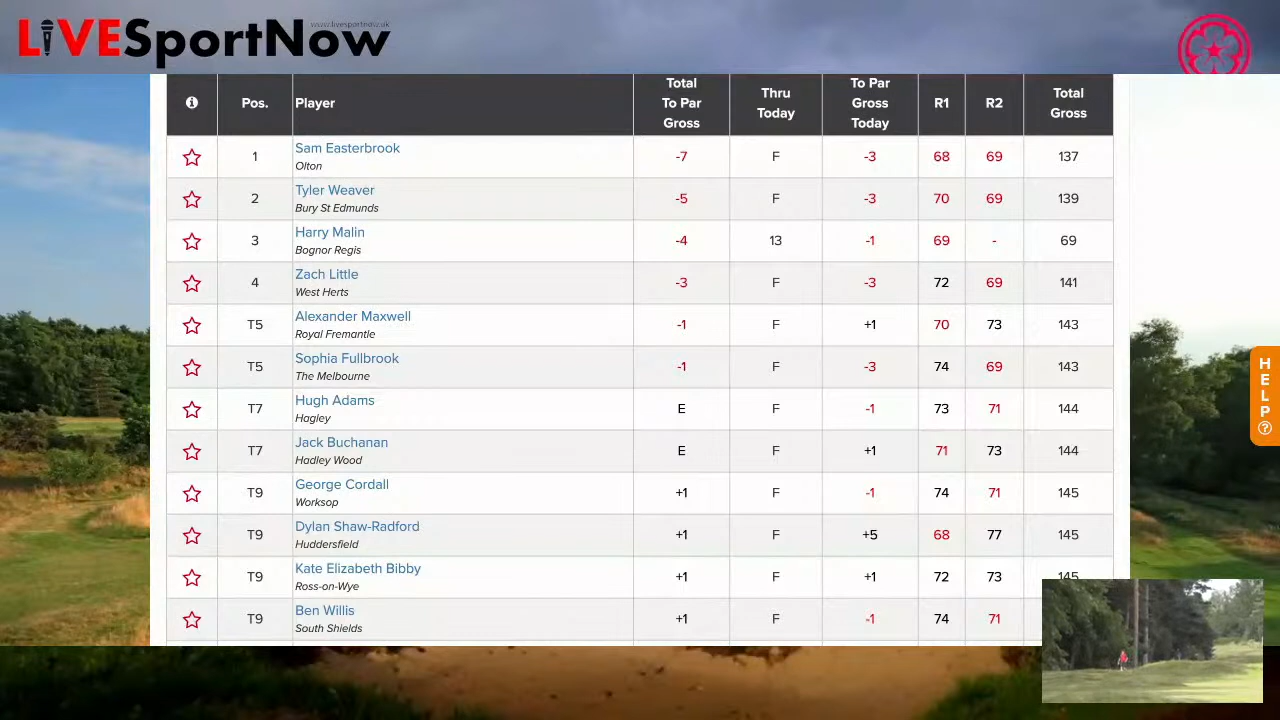 LiVESportNow
www.livesportnow.uk
Pos. Player Total To Par Gross Thru Today To Par Gross Today R1 R2 Total Gross
1 Sam Easterbrook -7 F -3 68 69 137
Olton
2 Tyler Weaver -5 F -3 70 69 139
Bury St Edmunds
3 Harry Malin -4 13 -1 69 - 69
Bognor Regis
4 Zach Little -3 F -3 72 69 141
West Herts
T5 Alexander Maxwell -1 F +1 70 73 143
Royal Fremantle
T5 Sophia Fullbrook -1 F -3 74 69 143
The Melbourne
T7 Hugh Adams E F -1 73 71 144
Hagley
T7 Jack Buchanan E F +1 71 73 144
Hadley Wood
T9 George Cordall +1 F -1 74 71 145
Worksop
T9 Dylan Shaw-Radford +1 F +5 68 77 145
Huddersfield
T9 Kate Elizabeth Bibby +1 F +1 72 73 145
Ross-on-Wye
T9 Ben Willis +1 F -1 74 71
South Shields
HELP?